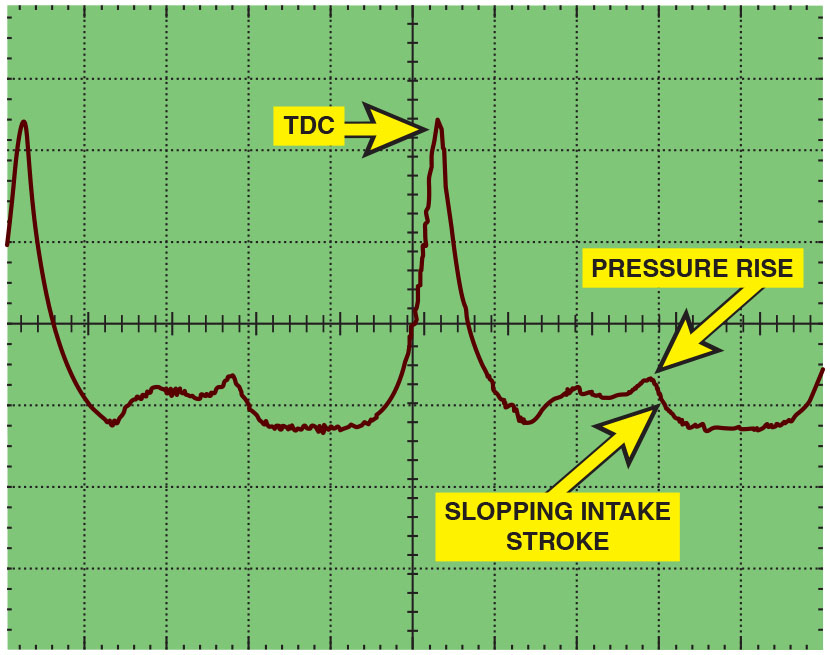 TDC
PRESSURE RISE
SLOPPING INTAKE
STROKE